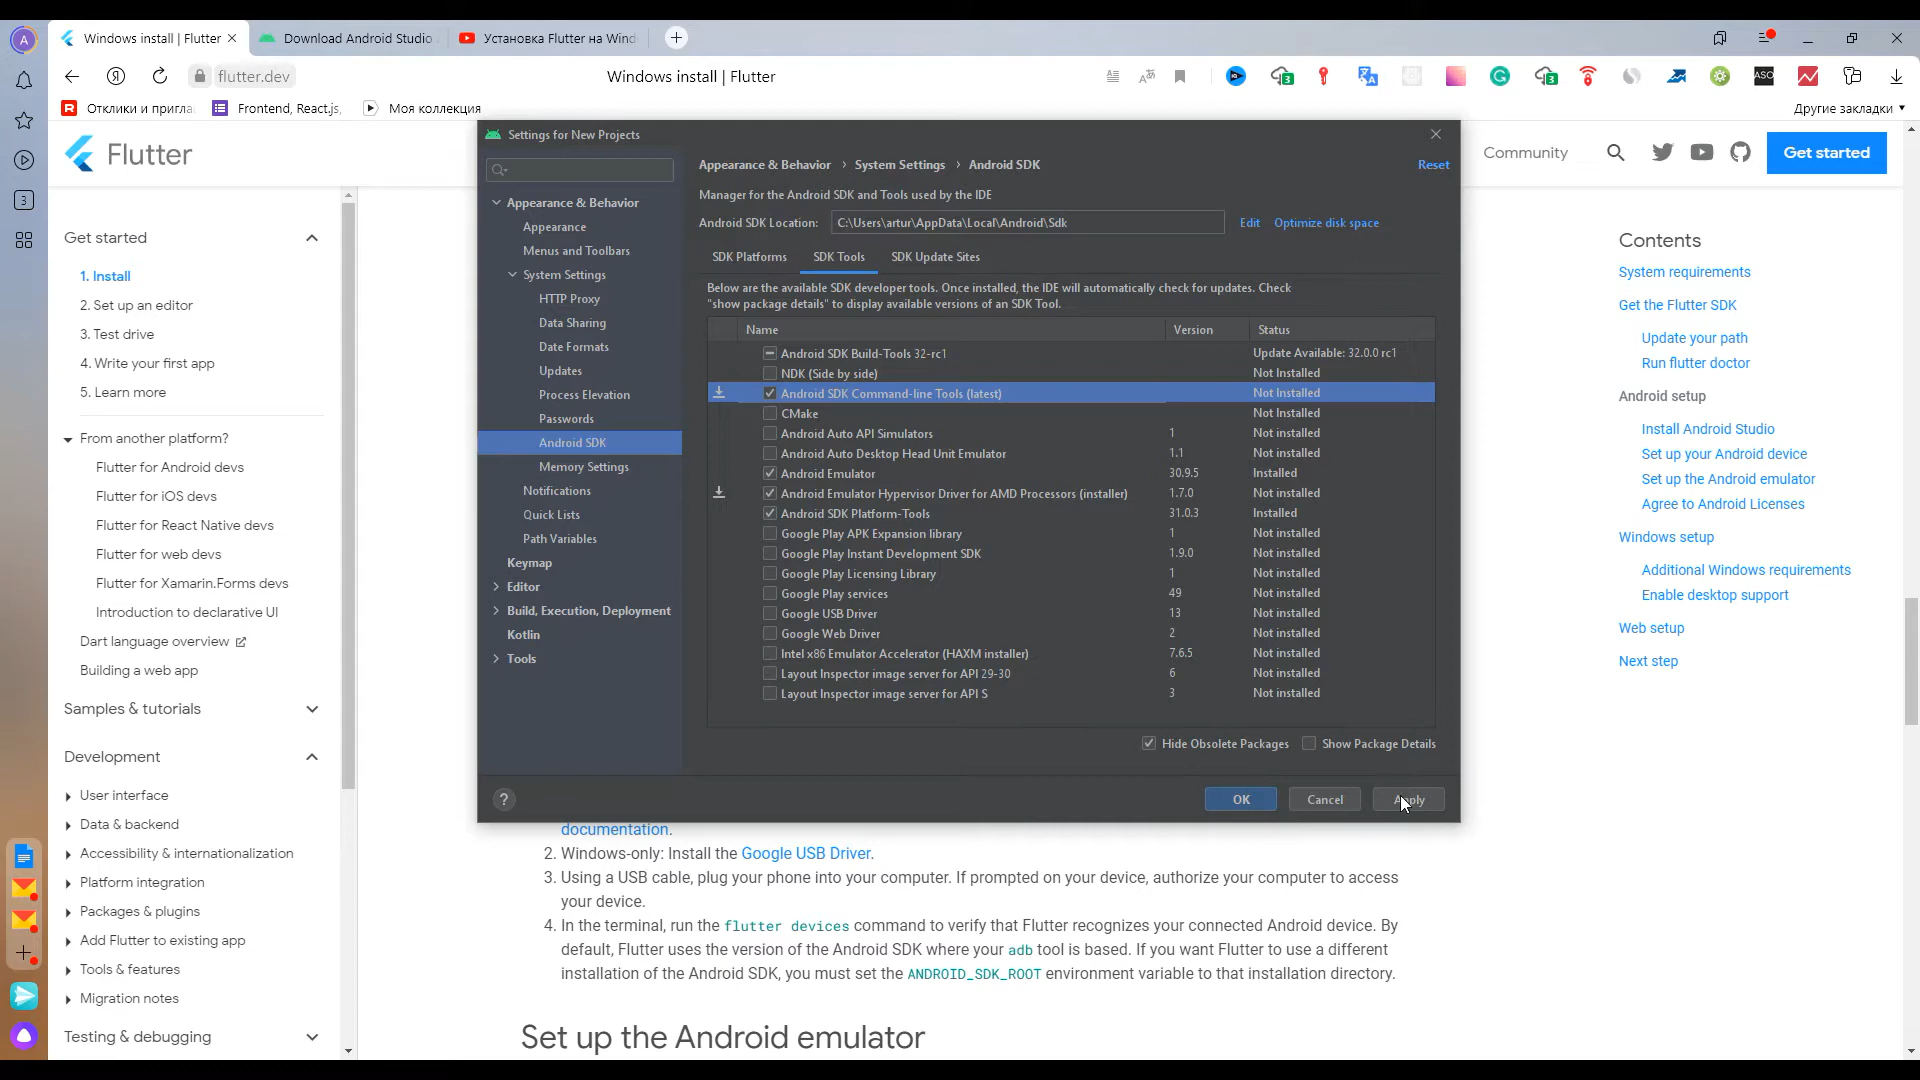 A
Windows install | Flutter
Download Android Studio
Установка Flutter на Wind
flutter.dev
Windows install | Flutter
3
3
ASO
Отклики и пригла
Frontend, React.js,
Моя коллекция
Другие закладки
3
Flutter
Community
Get started
Get started
1. Install
2. Set up an editor
3. Test drive
4. Write your first app
5. Learn more
From another platform?
Flutter for Android devs
Flutter for iOS devs
Flutter for React Native devs
Flutter for web devs
Flutter for Xamarin.Forms devs
Introduction to declarative UI
Dart language overview
Building a web app
Samples & tutorials
Development
User interface
Data & backend
Accessibility & internationalization
Platform integration
Packages & plugins
Add Flutter to existing app
Tools & features
Migration notes
Testing & debugging
Settings for New Projects
Appearance & Behavior
Appearance
Menus and Toolbars
System Settings
HTTP Proxy
Data Sharing
Date Formats
Updates
Process Elevation
Passwords
Android SDK
Memory Settings
Notifications
Quick Lists
Path Variables
Keymap
Editor
Build, Execution, Deployment
Kotlin
Tools
Appearance & Behavior › System Settings › Android SDK
Reset
Manager for the Android SDK and Tools used by the IDE
Android SDK Location: C:\Users\artur\AppData\Local\Android\Sdk Edit Optimize disk space
SDK Platforms SDK Tools SDK Update Sites
Below are the available SDK developer tools. Once installed, the IDE will automatically check for updates. Check
"show package details" to display available versions of an SDK Tool.
Name Version Status
Android SDK Build-Tools 32-rc1 Update Available: 32.0.0 rc1
NDK (Side by side) Not Installed
Android SDK Command-line Tools (latest) Not Installed
CMake Not Installed
Android Auto API Simulators 1 Not installed
Android Auto Desktop Head Unit Emulator 1.1 Not installed
Android Emulator 30.9.5 Installed
Android Emulator Hypervisor Driver for AMD Processors (installer) 1.7.0 Not installed
Android SDK Platform-Tools 31.0.3 Installed
Google Play APK Expansion library 1 Not installed
Google Play Instant Development SDK 1.9.0 Not installed
Google Play Licensing Library 1 Not installed
Google Play services 49 Not installed
Google USB Driver 13 Not installed
Google Web Driver 2 Not installed
Intel x86 Emulator Accelerator (HAXM installer) 7.6.5 Not installed
Layout Inspector image server for API 29-30 6 Not installed
Layout Inspector image server for API S 3 Not installed
Hide Obsolete Packages Show Package Details
?
OK Cancel Apply
documentation.
2. Windows-only: Install the Google USB Driver.
3. Using a USB cable, plug your phone into your computer. If prompted on your device, authorize your computer to access
your device.
4. In the terminal, run the flutter devices command to verify that Flutter recognizes your connected Android device. By
default, Flutter uses the version of the Android SDK where your adb tool is based. If you want Flutter to use a different
installation of the Android SDK, you must set the ANDROID_SDK_ROOT environment variable to that installation directory.
Set up the Android emulator
Contents
System requirements
Get the Flutter SDK
Update your path
Run flutter doctor
Android setup
Install Android Studio
Set up your Android device
Set up the Android emulator
Agree to Android Licenses
Windows setup
Additional Windows requirements
Enable desktop support
Web setup
Next step